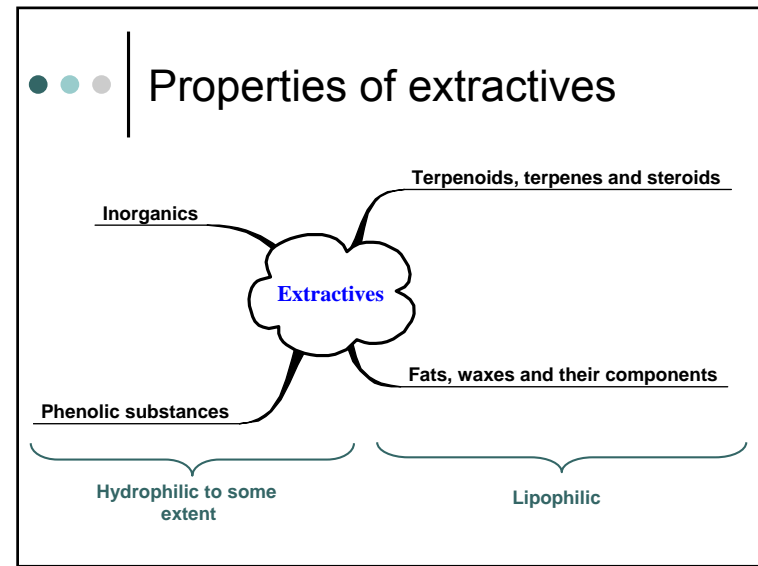 Properties of extractives
Terpenoids, terpenes and steroids
Inorganics
Extractives
Fats, waxes and their components
Phenolic substances
Hydrophilic to some
extent
Lipophilic